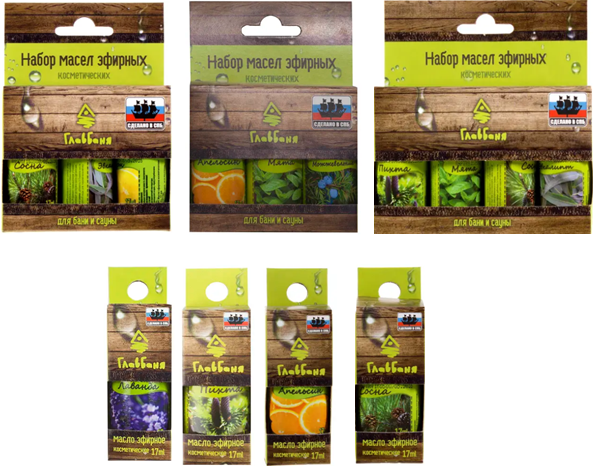 Набор масел эфирных
косметических
ГлавБаня
СДЕЛАНО В СПБ
Сосна
для бани и сауны
Набор масел эфирных
косметических
ГлавБаня
СДЕЛАНО В СПБ
Апельсин
Мята
для бани и сауны
Набор масел эфирных
косметических
ГлавБаня
СДЕЛАНО В СПБ
Пихта
для бани и сауны
ГлавБаня
Лаванда
масло эфирное
косметическое 17ml
ГлавБаня
Пихта
масло эфирное
косметическое 17ml
ГлавБаня
Апельсин
масло эфирное
косметическое 17ml
ГлавБаня
Сосна
17ml
масло эфирное
косметическое 17ml